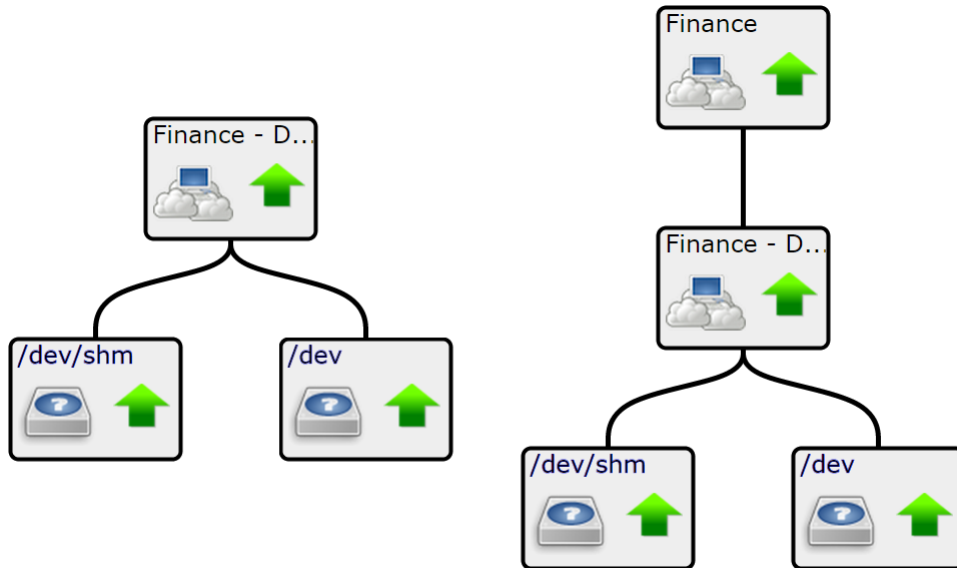 Finance - D...
/dev/shm
/dev
Finance
Finance - D...
/dev/shm
/dev